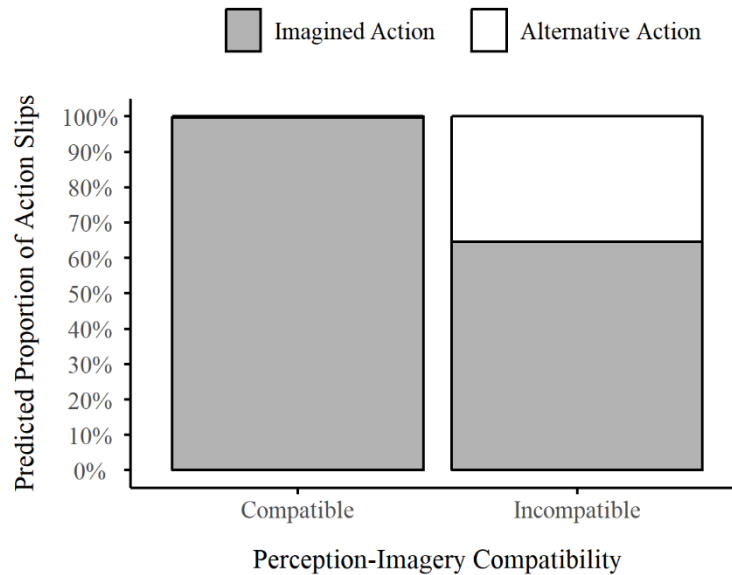 Imagined Action
Alternative Action
Predicted Proportion of Action Slips
100%
90%
80%
70%
60%
50%
40%
30%
20%
10%
0%
Compatible
Incompatible
Perception-Imagery Compatibility